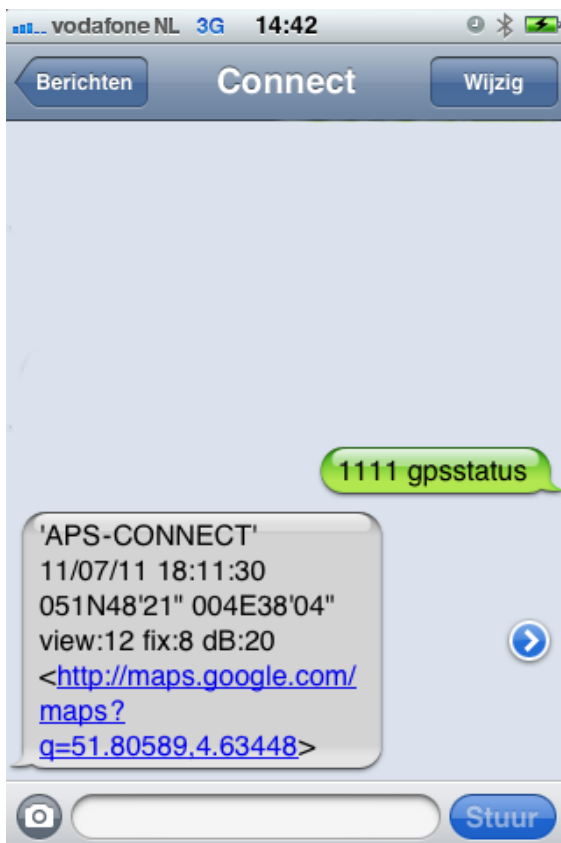 vodafone NL 3G 14:42
Berichten Connect Wijzig
1111 gpsstatus
'APS-CONNECT'
11/07/11 18:11:30
051N48'21" 004E38'04"
view:12 fix:8 dB:20
<http://maps.google.com/
maps?
q=51.80589,4.63448>
Stuur